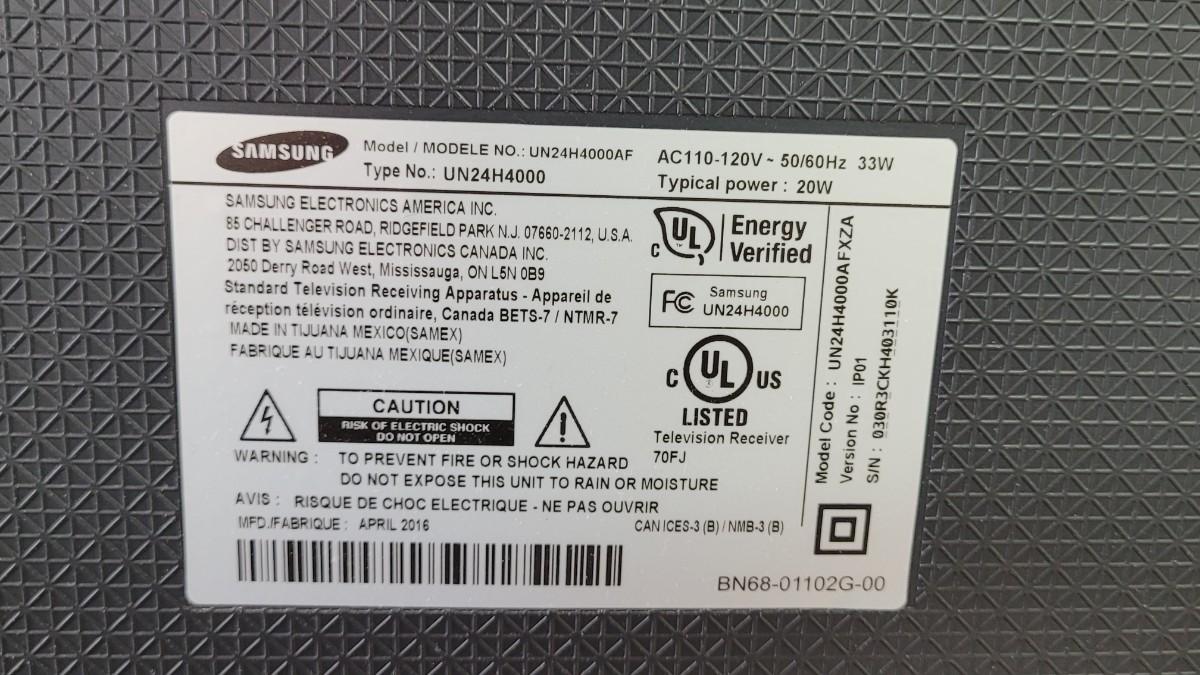 SAMSUNG
Model / MODELE NO.: UN24H4000AF
Type No.: UN24H4000
AC110-120V ~ 50/60Hz 33W
Typical power : 20W
SAMSUNG ELECTRONICS AMERICA INC.
85 CHALLENGER ROAD, RIDGEFIELD PARK N.J. 07660-2112, U.S.A.
DIST BY SAMSUNG ELECTRONICS CANADA INC.
2050 Derry Road West, Mississauga, ON L5N 0B9
Standard Television Receiving Apparatus - Appareil de
réception télévision ordinaire, Canada BETS-7 / NTMR-7
MADE IN TIJUANA MEXICO(SAMEX)
FABRIQUE AU TIJUANA MEXIQUE(SAMEX)
C UL TM
Energy
Verified
FC Samsung
UN24H4000
C UL US
®
LISTED
Television Receiver
70FJ
CAUTION
RISK OF ELECTRIC SHOCK
DO NOT OPEN
WARNING : TO PREVENT FIRE OR SHOCK HAZARD
DO NOT EXPOSE THIS UNIT TO RAIN OR MOISTURE
AVIS : RISQUE DE CHOC ELECTRIQUE - NE PAS OUVRIR
MFD./FABRIQUE : APRIL 2016
CAN ICES-3 (B) / NMB-3 (B)
Model Code : UN24H4000AFXZA
Version No : IP01
S/N : 030R3CKH403110K
BN68-01102G-00